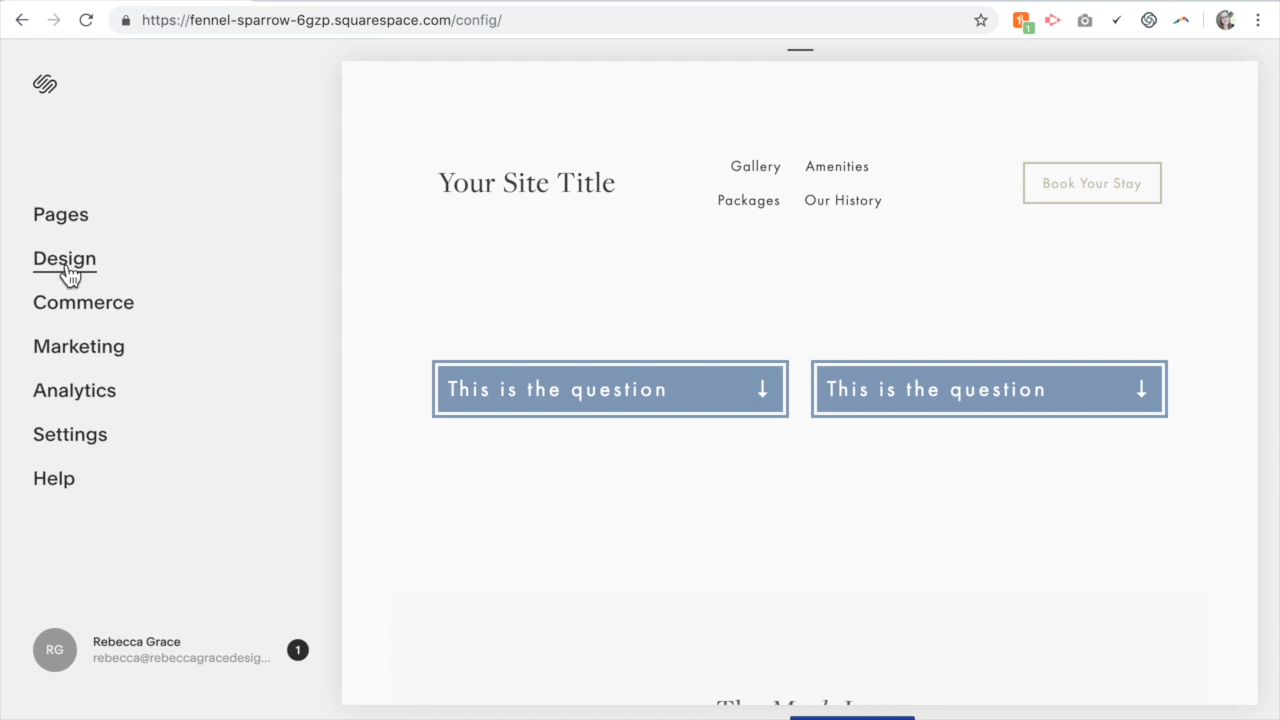 https://fennel-sparrow-6gzp.squarespace.com/config/
1
Pages
Design
Commerce
Marketing
Analytics
Settings
Help
RG
Rebecca Grace
rebecca@rebeccagracedesig...
1
Your Site Title
Gallery Amenities
Packages Our History
Book Your Stay
This is the question ↓
This is the question ↓